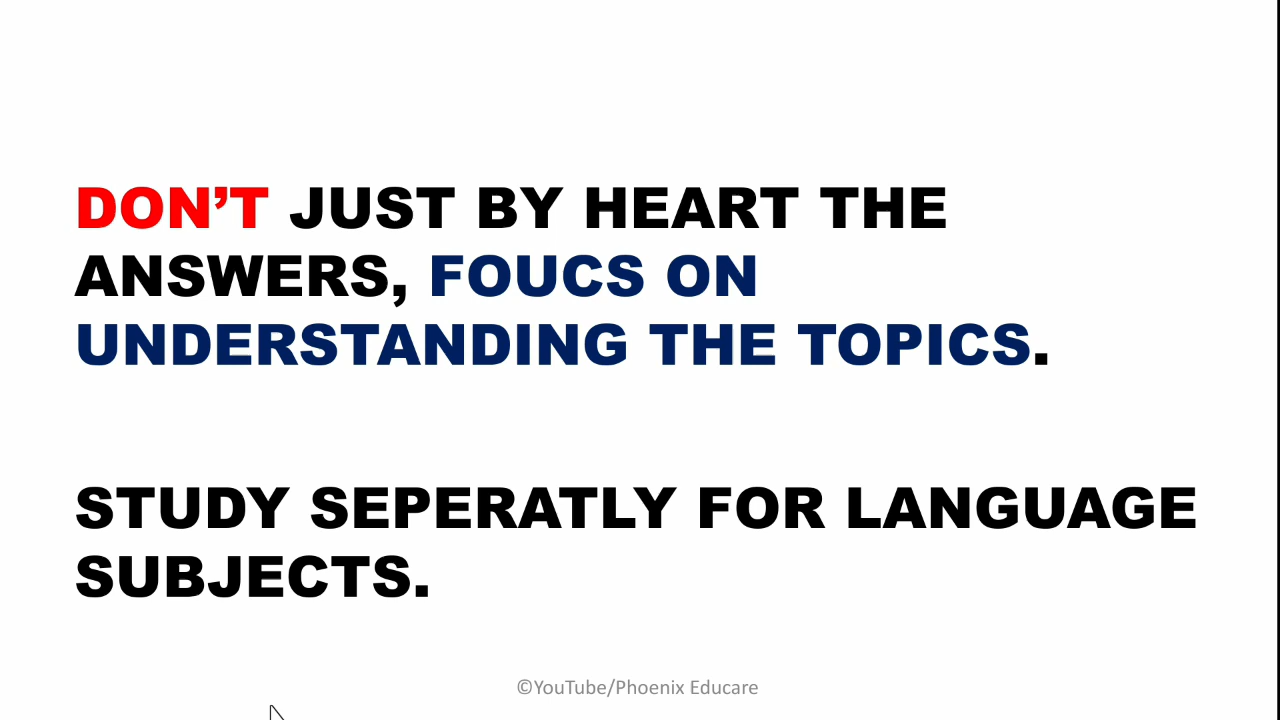 DON’T JUST BY HEART THE
ANSWERS, FOUCS ON
UNDERSTANDING THE TOPICS.
STUDY SEPERATLY FOR LANGUAGE
SUBJECTS.
©YouTube/Phoenix Educare